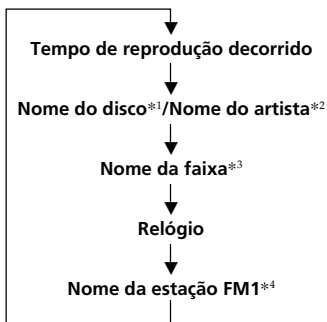 Tempo de reprodução decorrido
Nome do disco*1/Nome do artista*2
Nome da faixa*3
Relógio
Nome da estação FM1*4